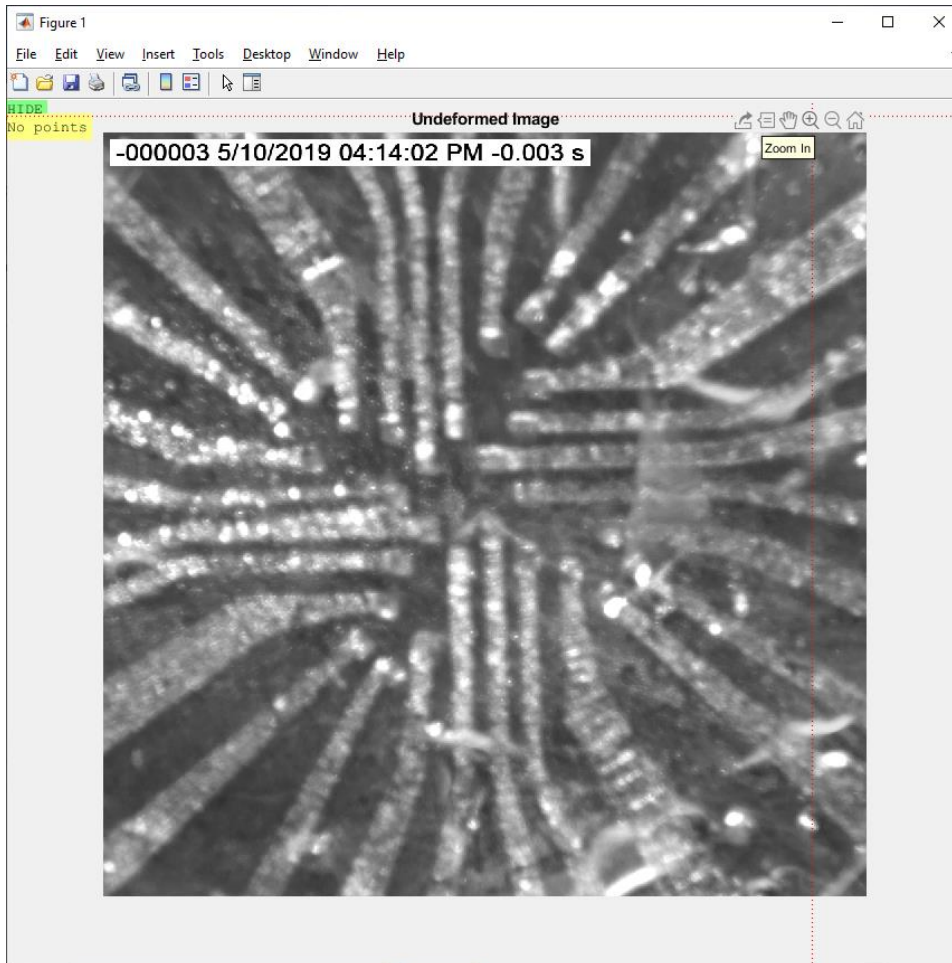 Figure 1
File Edit View Insert Tools Desktop Window Help
HIDE
No points
Undeformed Image
Zoom In
-000003 5/10/2019 04:14:02 PM -0.003 s